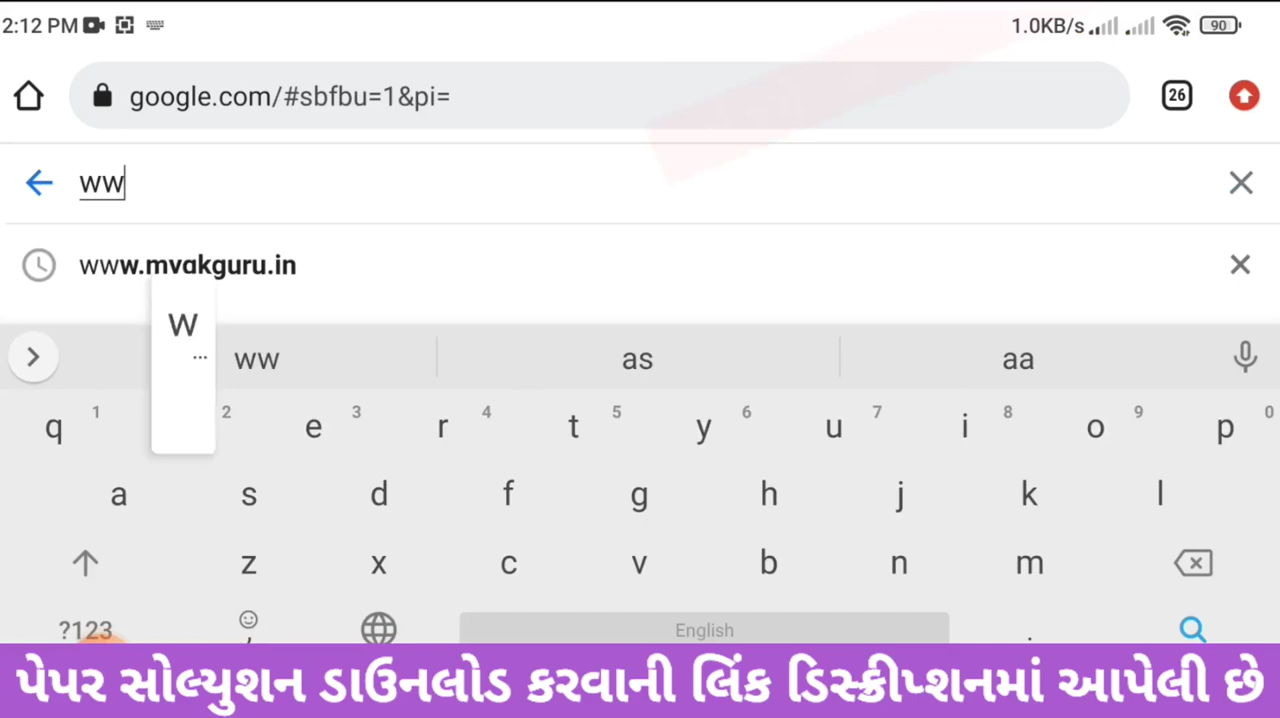 2:12 PM 1.0KB/s 90
google.com/#sbfbu=1&pi= 26
ww
www.mvakguru.in
w
...
ww as aa
q 1 2 e 3 r 4 t 5 y 6 u 7 i 8 o 9 p 0
a s d f g h j k l
z x c v b n m
?123 , English .
પેપર સોલ્યુશન ડાઉનલોડ કરવાની લિંક ડિસ્ક્રીપ્શનમાં આપેલી છે